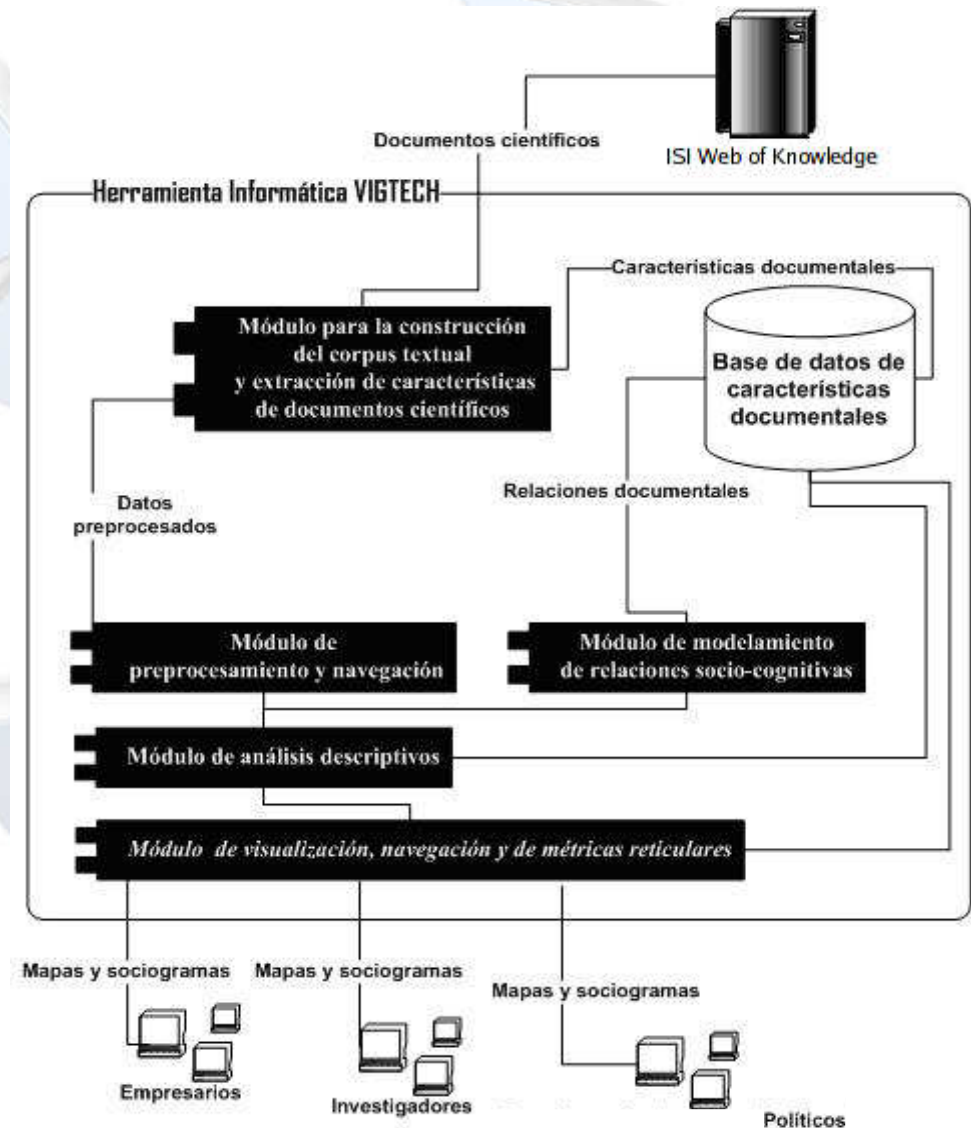 Documentos científicos
ISI Web of Knowledge
Herramienta Informática VIGTECH
Características documentales
Módulo para la construcción
del corpus textual
y extracción de características
de documentos científicos
Base de datos de
características
documentales
Datos
preprocesados
Relaciones documentales
Módulo de
preprocesamiento y navegación
Módulo de modelamiento
de relaciones socio-cognitivas
Módulo de análisis descriptivos
Módulo de visualización, navegación y de métricas reticulares
Mapas y sociogramas
Mapas y sociogramas
Mapas y sociogramas
Empresarios
Investigadores
Políticos